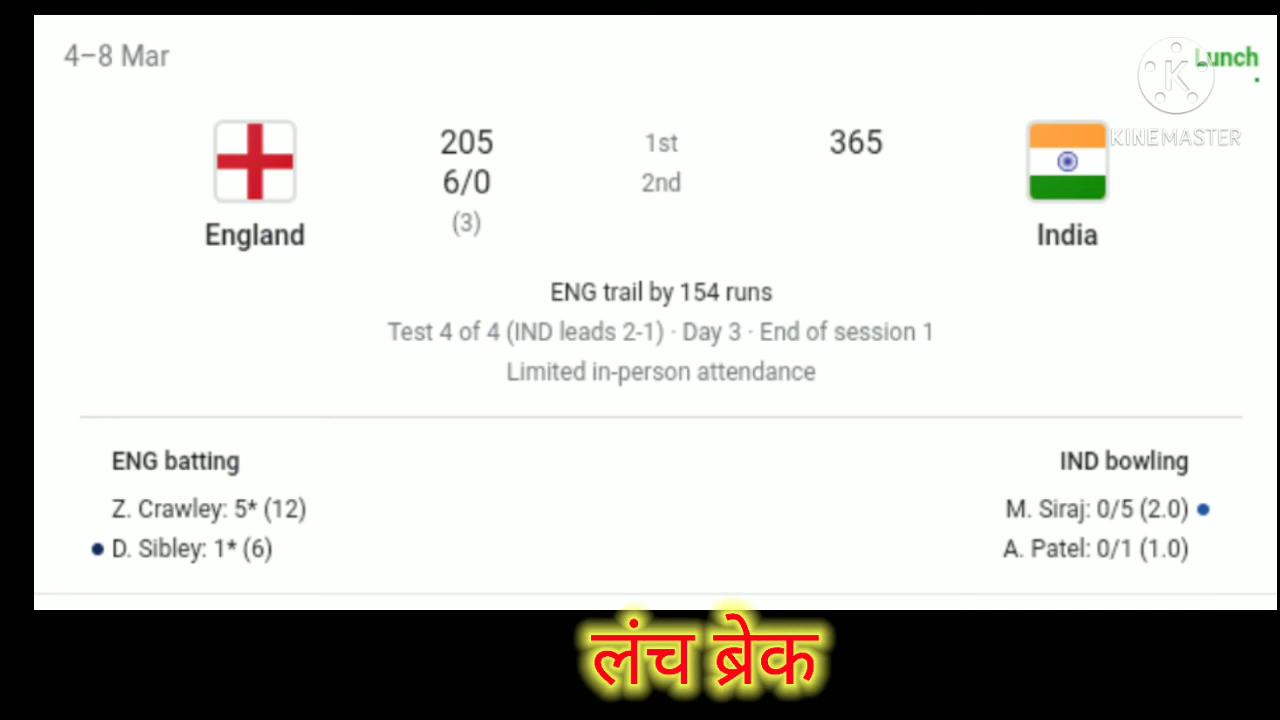 4–8 Mar
Lunch
KINEMASTER
205 1st 365
6/0 2nd
(3)
England India
ENG trail by 154 runs
Test 4 of 4 (IND leads 2-1) · Day 3 · End of session 1
Limited in-person attendance
ENG batting IND bowling
Z. Crawley: 5* (12) M. Siraj: 0/5 (2.0)
D. Sibley: 1* (6) A. Patel: 0/1 (1.0)
लंच ब्रेक